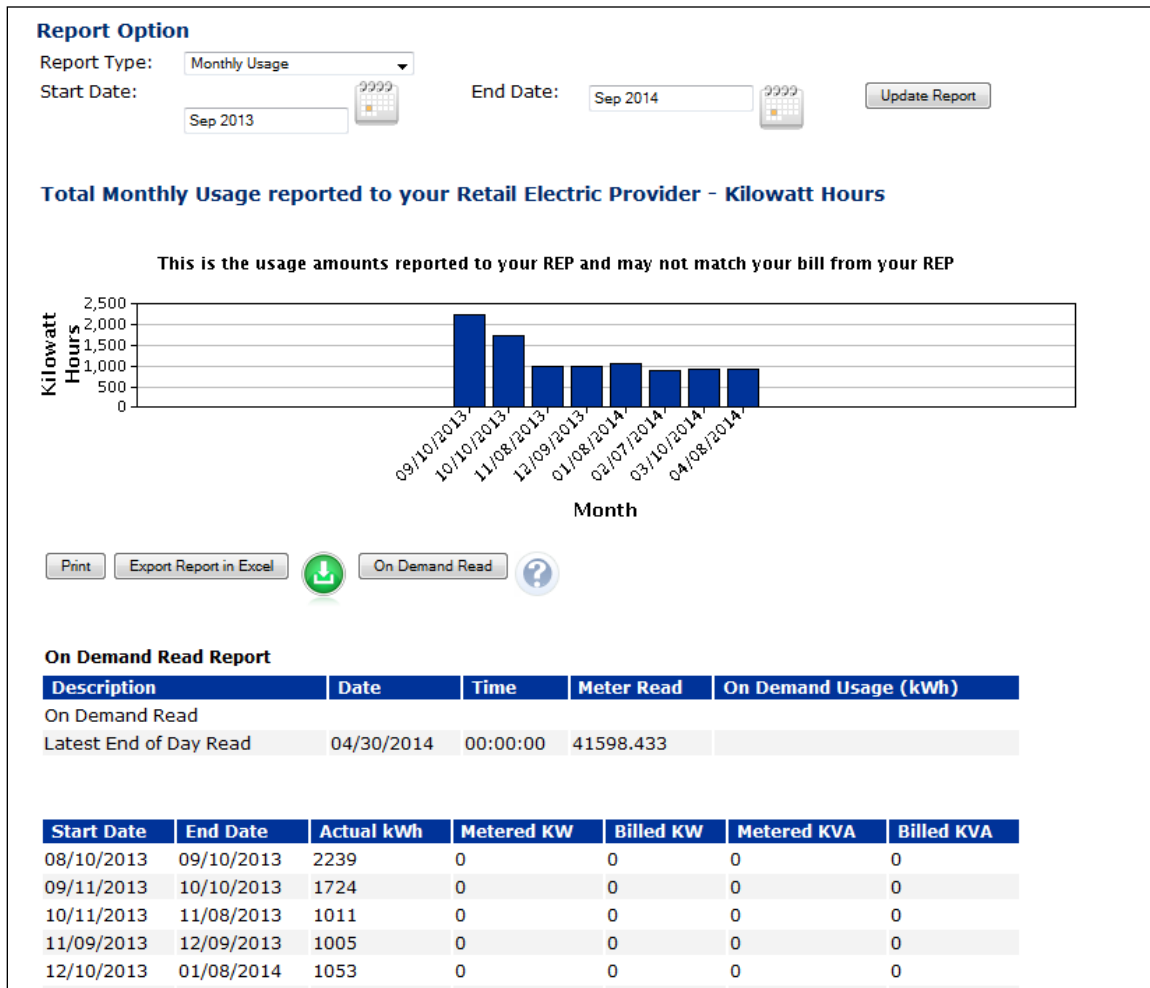 Report Option
Report Type: Monthly Usage
Start Date: Sep 2013 End Date: Sep 2014 Update Report
Total Monthly Usage reported to your Retail Electric Provider - Kilowatt Hours
This is the usage amounts reported to your REP and may not match your bill from your REP
Kilowatt Hours
2,500
2,000
1,500
1,000
500
0
09/10/2013 10/10/2013 11/08/2013 12/09/2013 01/08/2014 02/07/2014 03/10/2014 04/08/2014
Month
Print Export Report in Excel On Demand Read ?
On Demand Read Report
Description Date Time Meter Read On Demand Usage (kWh)
On Demand Read
Latest End of Day Read 04/30/2014 00:00:00 41598.433
Start Date End Date Actual kWh Metered KW Billed KW Metered KVA Billed KVA
08/10/2013 09/10/2013 2239 0 0 0 0
09/11/2013 10/10/2013 1724 0 0 0 0
10/11/2013 11/08/2013 1011 0 0 0 0
11/09/2013 12/09/2013 1005 0 0 0 0
12/10/2013 01/08/2014 1053 0 0 0 0